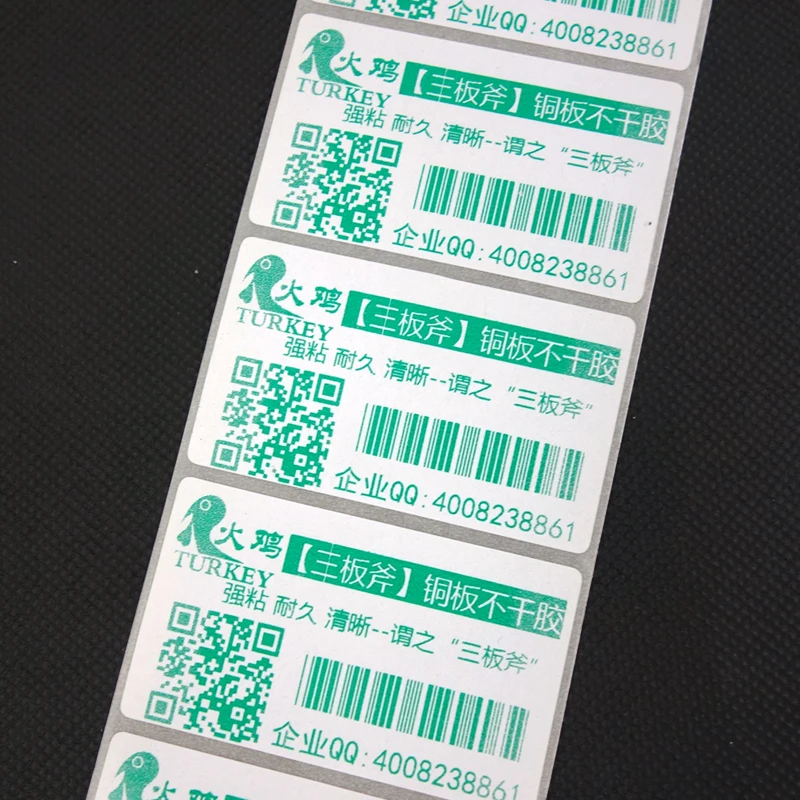 企业QQ:4008238861
火鸡
TURKEY
【三板斧】铜板不干胶
强粘 耐久 清晰--谓之 “三板斧”
企业QQ:4008238861
火鸡
TURKEY
【三板斧】铜板不干胶
强粘 耐久 清晰--谓之 “三板斧”
企业QQ:4008238861
火鸡
TURKEY
【三板斧】铜板不干胶
强粘 耐久 清晰--谓之 “三板斧”
企业QQ:4008238861
火鸡